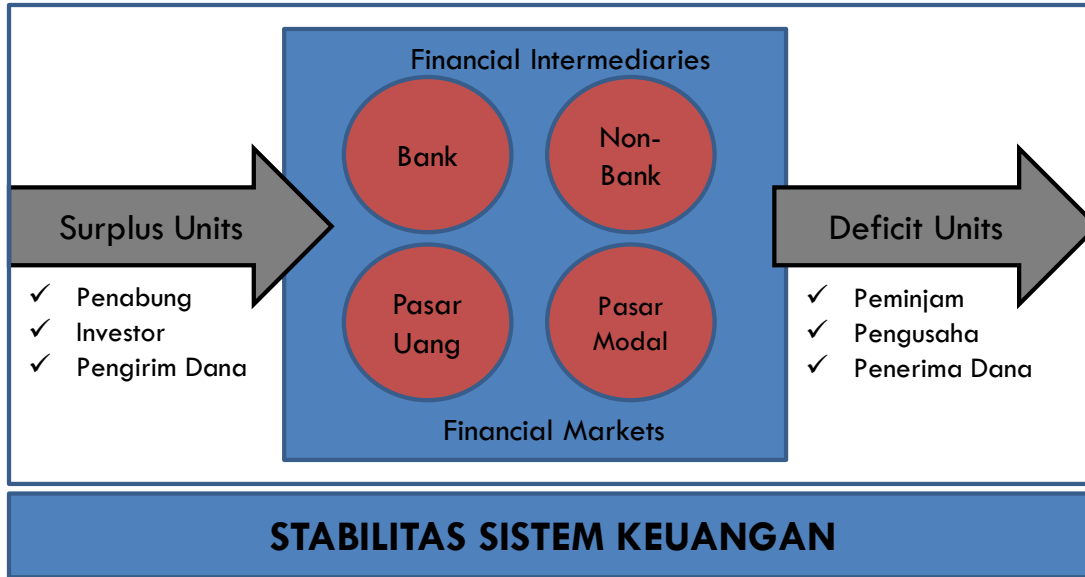 Financial Intermediaries
Bank
Non-
Bank
Surplus Units
Deficit Units
✓ Penabung
✓ Investor
✓ Pengirim Dana
Pasar
Uang
Pasar
Modal
✓ Peminjam
✓ Pengusaha
✓ Penerima Dana
Financial Markets
STABILITAS SISTEM KEUANGAN